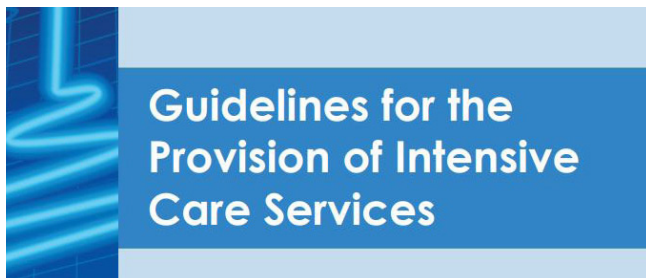 Guidelines for the
Provision of Intensive
Care Services